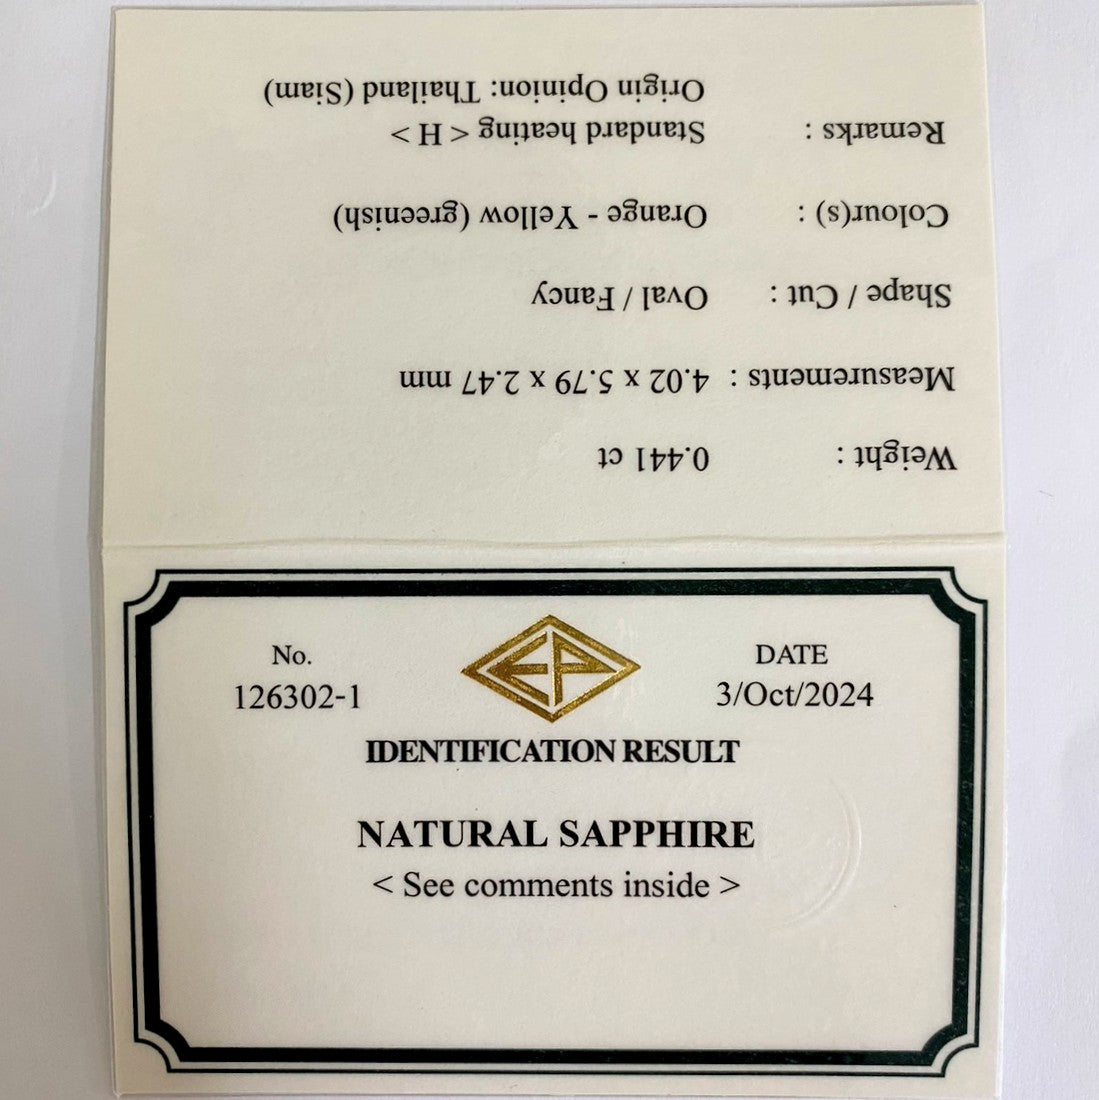 No.
126302-1
EP
DATE
3/Oct/2024
IDENTIFICATION RESULT
NATURAL SAPPHIRE
< See comments inside >
Weight : 0.441 ct
Measurements : 4.02 x 5.79 x 2.47 mm
Shape / Cut : Oval / Fancy
Colour(s) : Orange - Yellow (greenish)
Remarks : Standard heating < H >
Origin Opinion: Thailand (Siam)